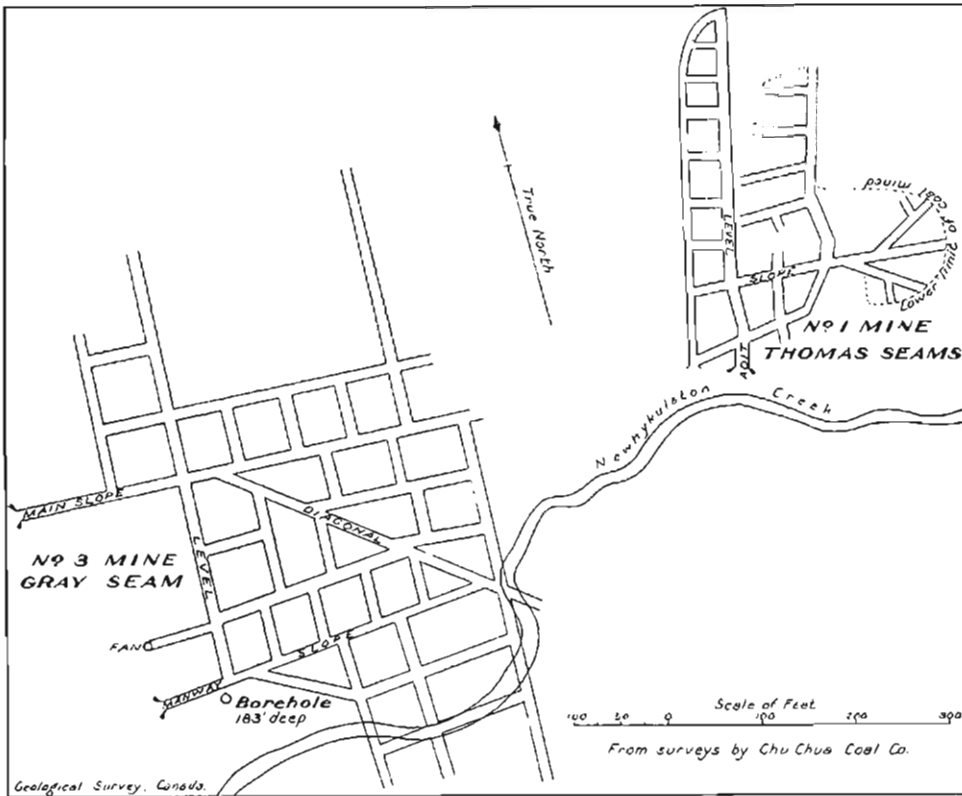 True North
LEVEL
SLOPE
Lower limit of coal mined
ADIT
Nº 1 MINE
THOMAS SEAMS
Newhykulston Creek
MAIN SLOPE
DIAGONAL
LEVEL
Nº 3 MINE
GRAY SEAM
FAN
SLOPE
MANWAY
Borehole
183' deep
Scale of Feet
100 50 0 100 200 300
From surveys by Chu Chua Coal Co.
Geological Survey, Canada.